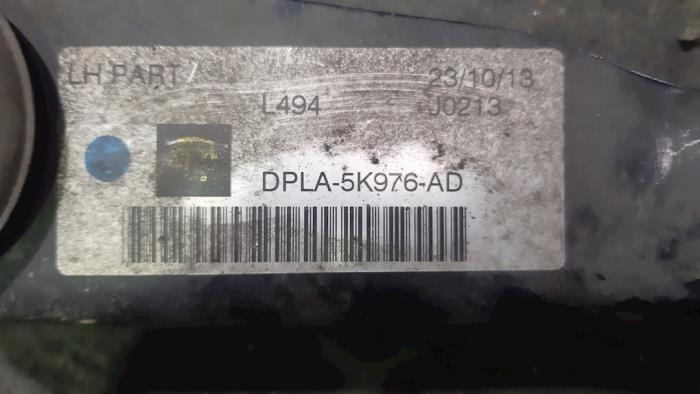 LH PART
23/10/13
L494
J0213
DPLA-5K976-AD